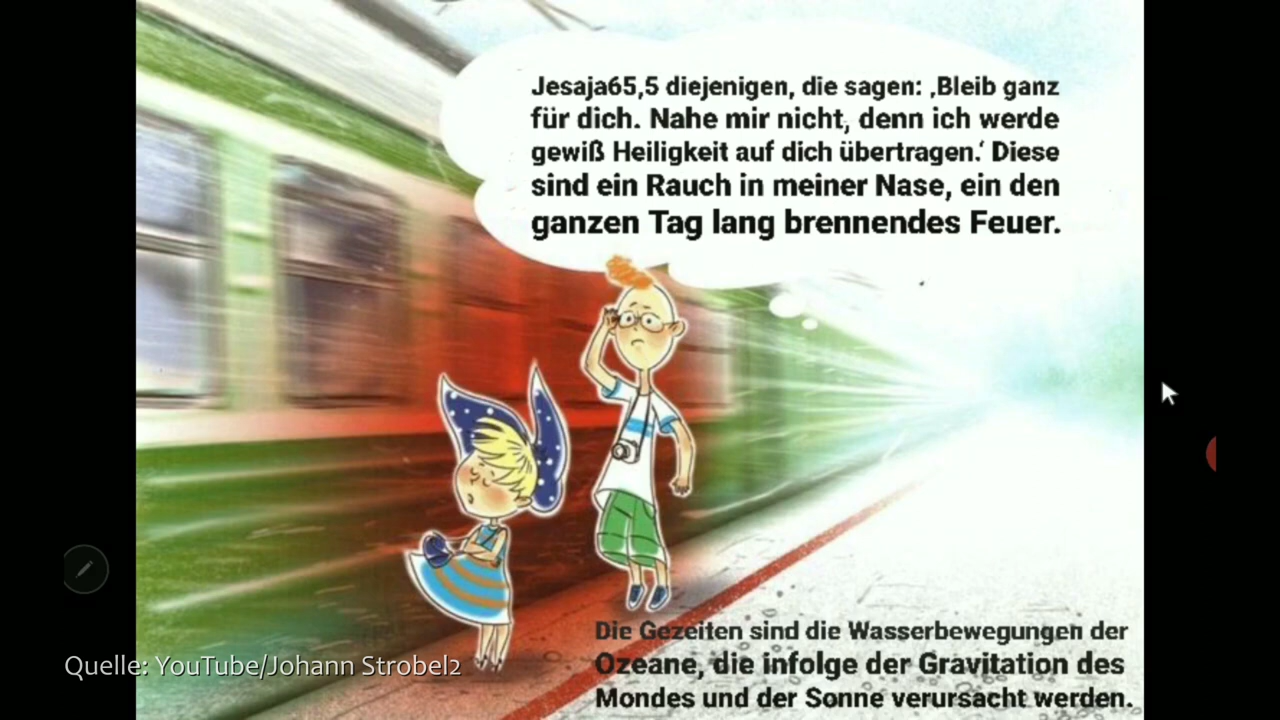 Jesaja65,5 diejenigen, die sagen: ‚Bleib ganz
für dich. Nahe mir nicht, denn ich werde
gewiß Heiligkeit auf dich übertragen.‘ Diese
sind ein Rauch in meiner Nase, ein den
ganzen Tag lang brennendes Feuer.
Die Gezeiten sind die Wasserbewegungen der
Ozeane, die infolge der Gravitation des
Mondes und der Sonne verursacht werden.
Quelle: YouTube/Johann Strobel2